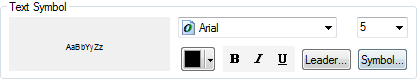 Text Symbol
AaBbYyZz
Arial
5
B I U
Leader...
Symbol...